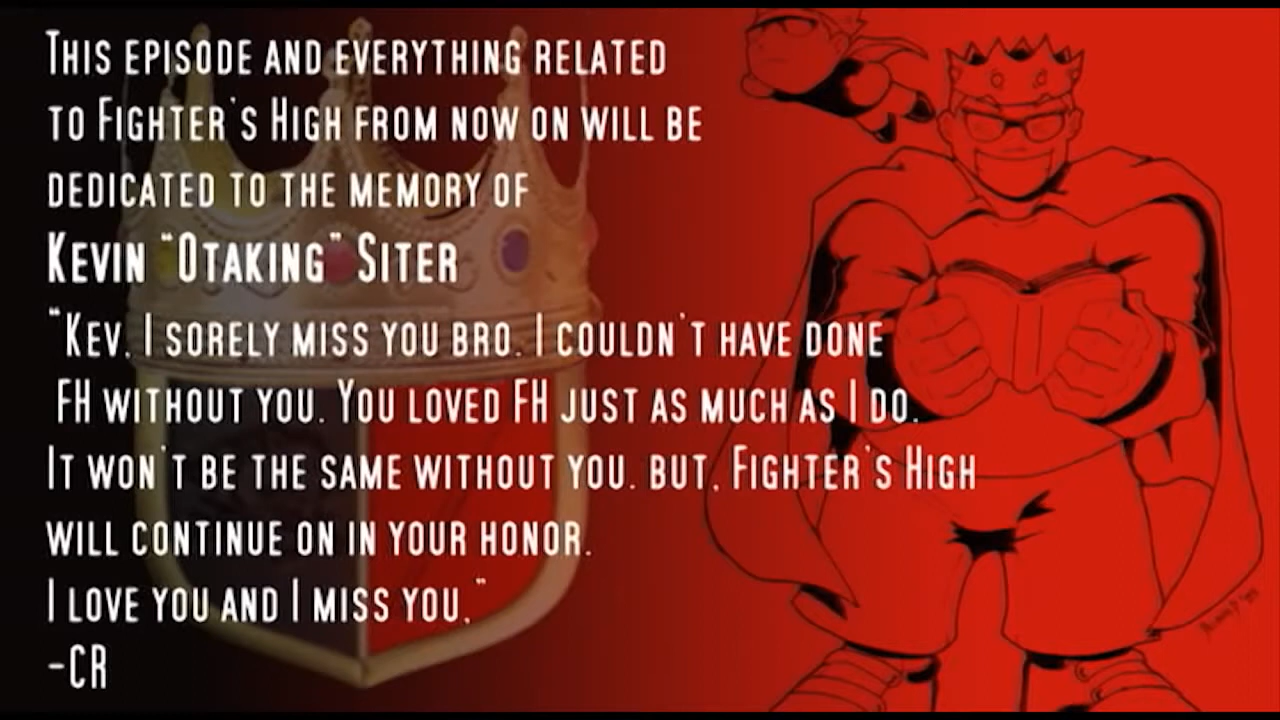 This episode and everything related
to Fighter's High from now on will be
dedicated to the memory of
Kevin "Otaking" Siter
"Kev, I sorely miss you bro. I couldn't have done
FH without you. You loved FH just as much as I do.
It won't be the same without you. but, Fighter's High
will continue on in your honor.
I love you and I miss you."
-CR